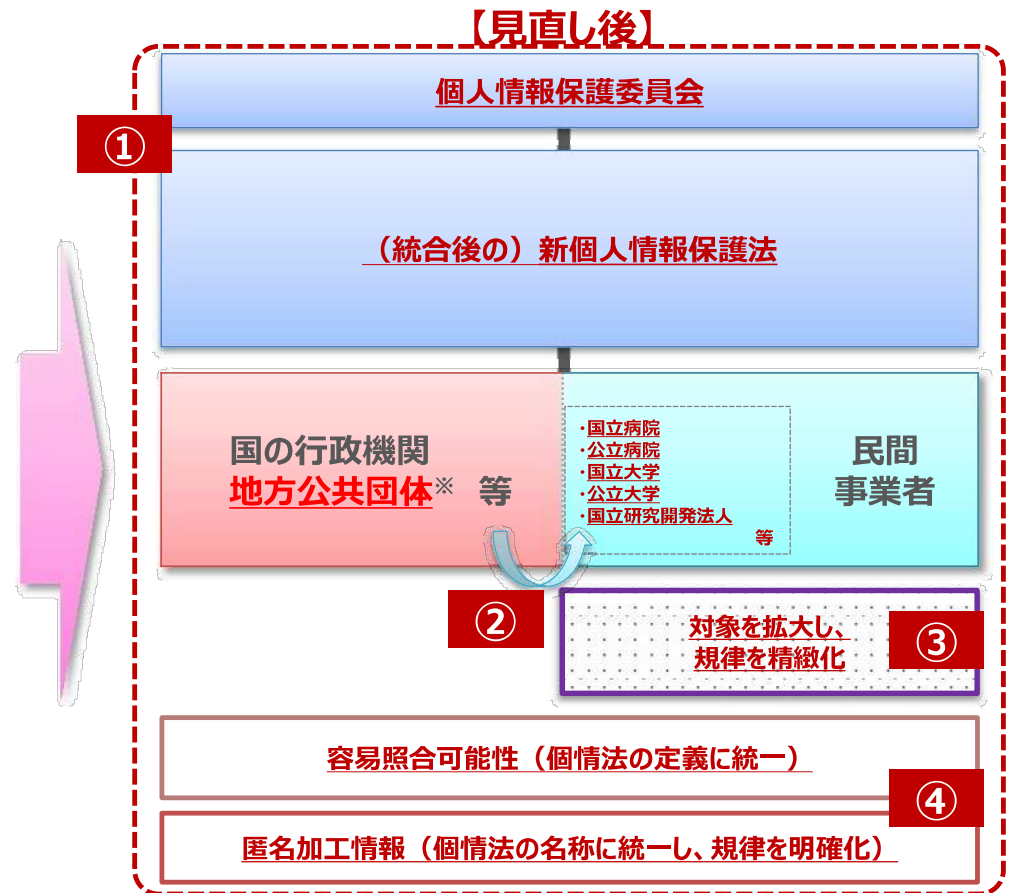 【見直し後】
個人情報保護委員会
①
（統合後の）新個人情報保護法
国の行政機関
地方公共団体※ 等
・国立病院
・公立病院
・国立大学
・公立大学
・国立研究開発法人
等
民間
事業者
②
対象を拡大し、
規律を精緻化
③
容易照合可能性（個情法の定義に統一）
④
匿名加工情報（個情法の名称に統一し、規律を明確化）